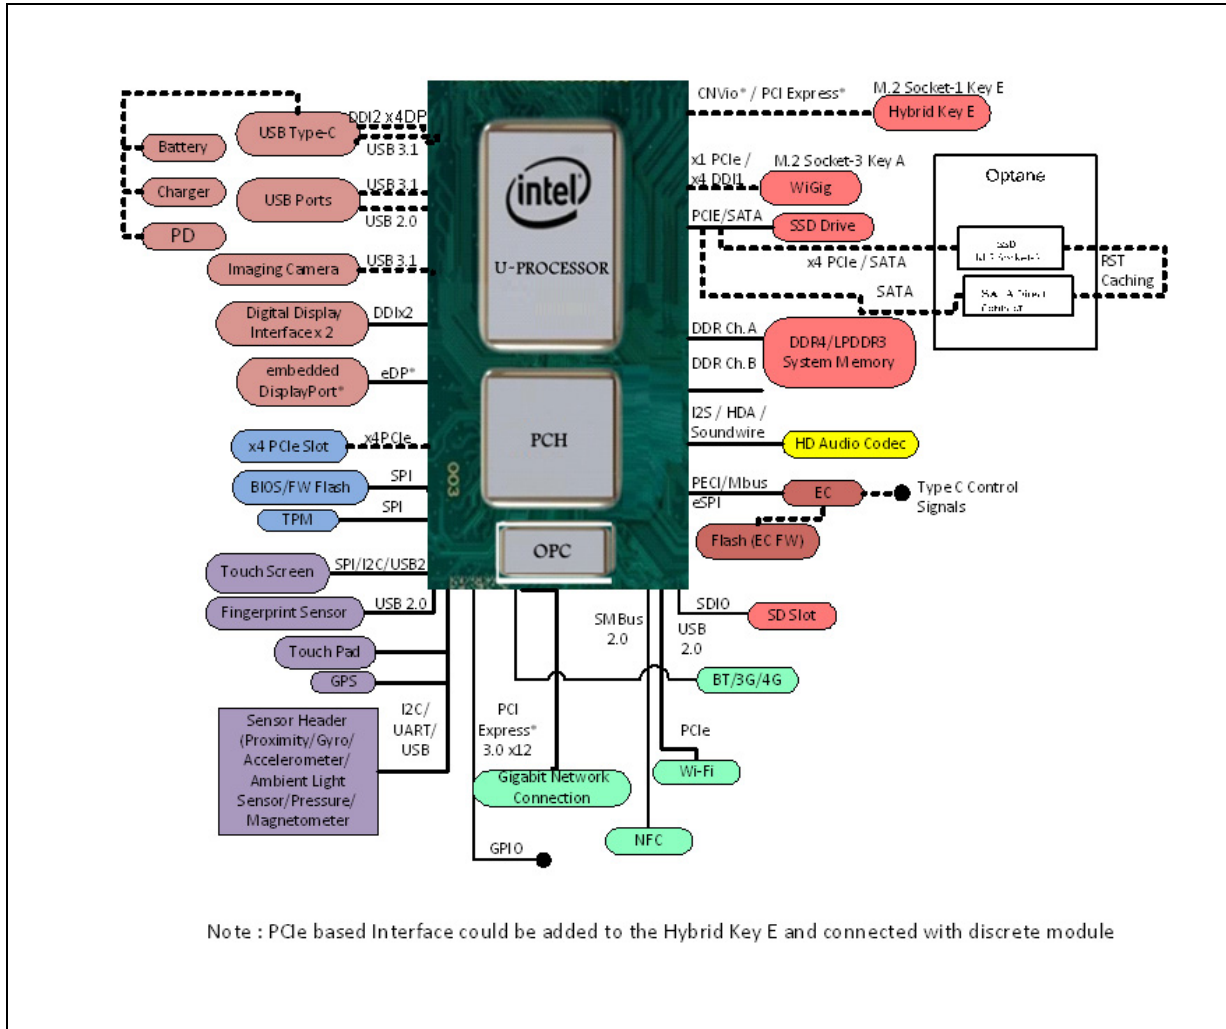 CNVio* / PCI Express*
M.2 Socket-1 Key E
Hybrid Key E
DDI2 x4DP
USB Type-C
USB 3.1
Battery
Charger
PD
USB 3.1
USB Ports
USB 2.0
USB 3.1
Imaging Camera
DDIx2
Digital Display
Interface x 2
eDP*
embedded
DisplayPort*
x4PCIe
x4 PCIe Slot
SPI
BIOS/FW Flash
SPI
TPM
SPI/I2C/USB2
Touch Screen
USB 2.0
Fingerprint Sensor
Touch Pad
GPS
I2C/
UART/
USB
Sensor Header
(Proximity/Gyro/
Accelerometer/
Ambient Light
Sensor/Pressure/
Magnetometer
intel
U-PROCESSOR
PCH
003
OPC
x1 PCIe /
x4 DDI1
M.2 Socket-3 Key A
WiGig
PCIE/SATA
SSD Drive
x4 PCIe / SATA
SATA
Optane
SSD
RST
Caching
DDR Ch.A
DDR Ch.B
DDR4/LPDDR3
System Memory
I2S / HDA /
Soundwire
HD Audio Codec
PECI/Mbus
eSPI
EC
Type C Control
Signals
Flash (EC FW)
SDIO
SD Slot
SMBus
2.0
USB
2.0
BT/3G/4G
PCI
Express*
3.0 x12
PCIe
Wi-Fi
Gigabit Network
Connection
NFC
GPIO
Note : PCIe based Interface could be added to the Hybrid Key E and connected with discrete module